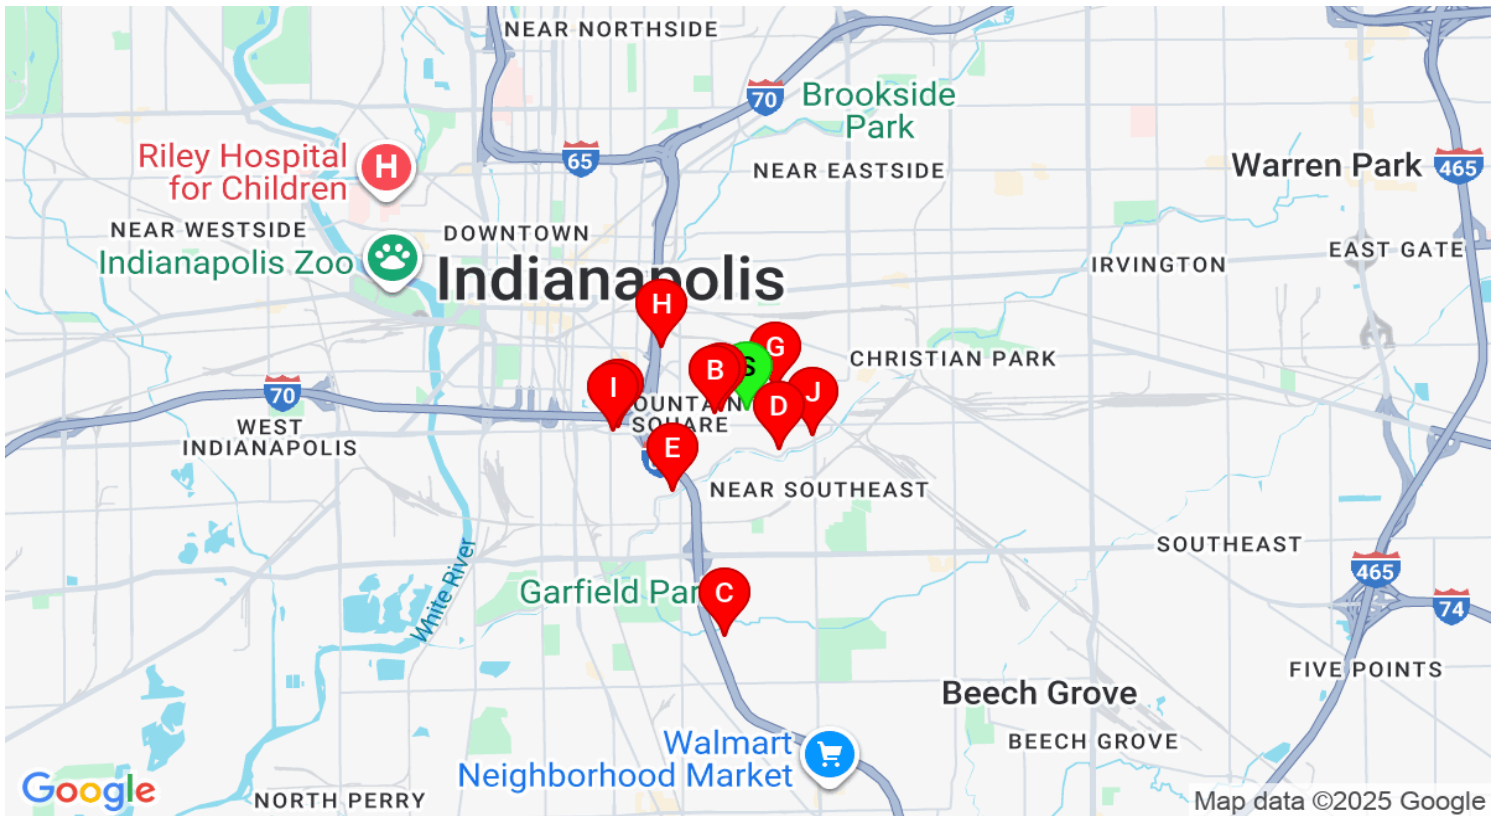 NEAR NORTHSIDE
70
Brookside
Park
65
Riley Hospital
for Children
H
NEAR EASTSIDE
Warren Park
465
NEAR WESTSIDE
DOWNTOWN
Indianapolis Zoo
Indianapolis
EAST GATE
IRVINGTON
H
G
CHRISTIAN PARK
S
B
I
J
D
70
OUNTAIN
SQUARE
WEST
INDIANAPOLIS
E
NEAR SOUTHEAST
SOUTHEAST
465
74
White River
Garfield Par
C
FIVE POINTS
Beech Grove
BEECH GROVE
Walmart
Neighborhood Market
Google
NORTH PERRY
Map data ©2025 Google